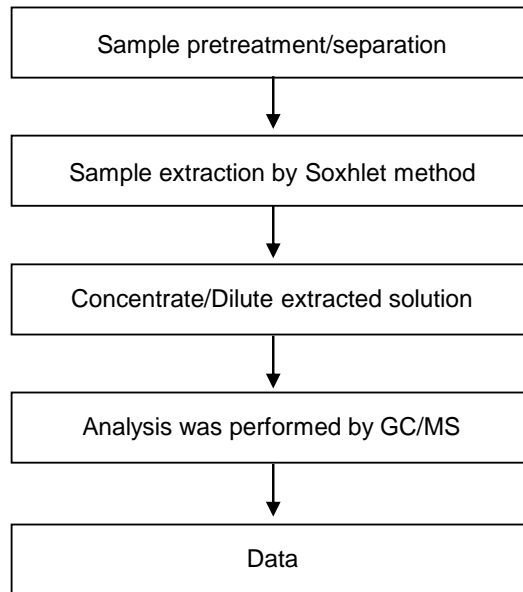 Sample pretreatment/separation
Sample extraction by Soxhlet method
Concentrate/Dilute extracted solution
Analysis was performed by GC/MS
Data